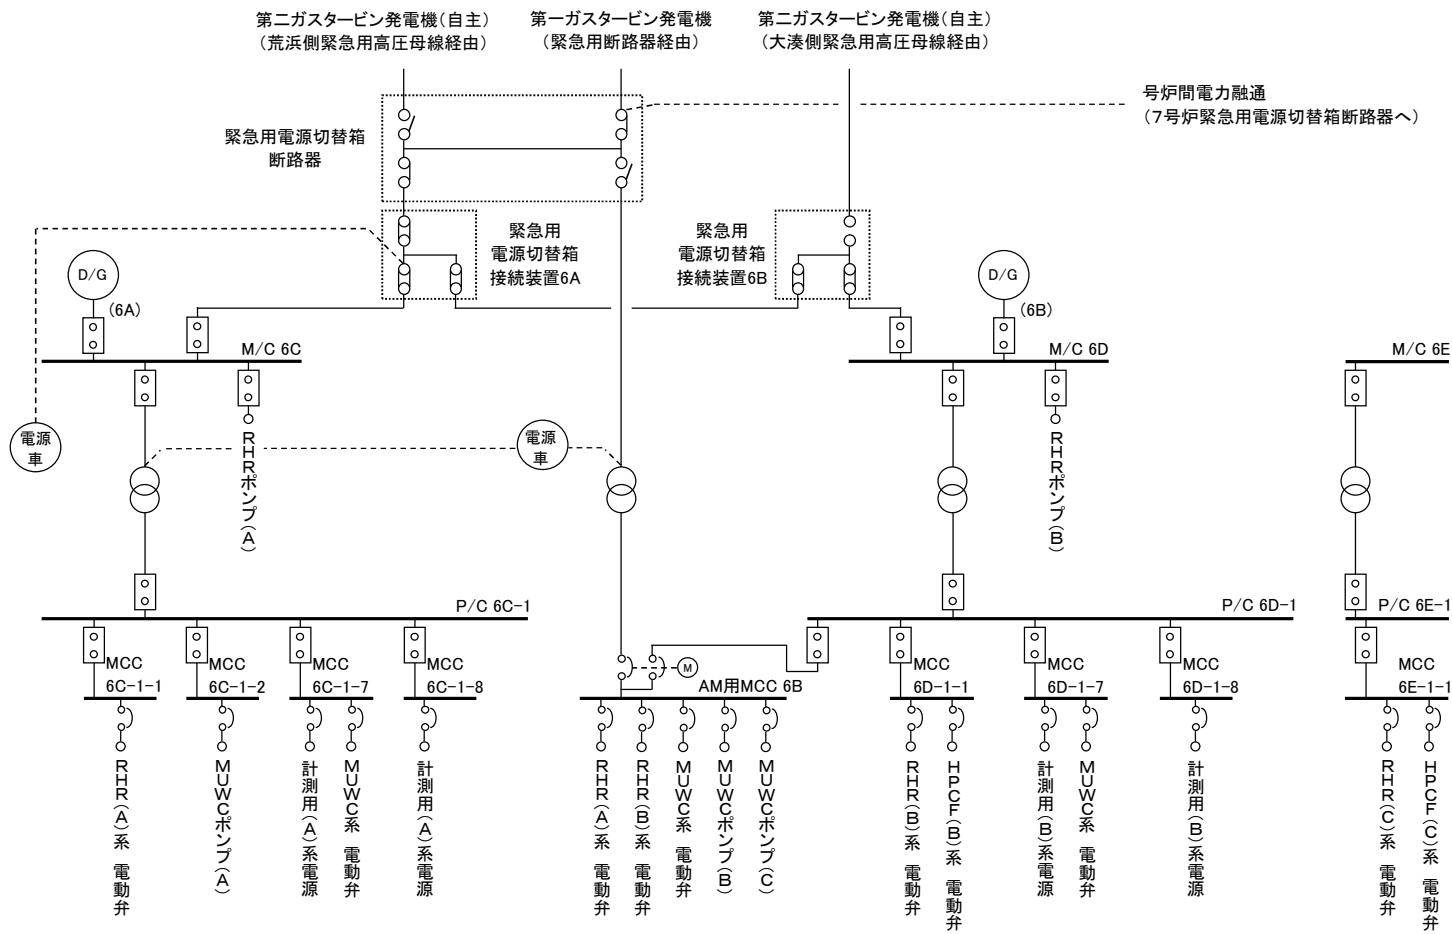 第二ガスタービン発電機(自主)
(荒浜側緊急用高圧母線経由)
第一ガスタービン発電機
(緊急用断路器経由)
第二ガスタービン発電機(自主)
(大湊側緊急用高圧母線経由)
号炉間電力融通
(7号炉緊急用電源切替箱断路器へ)
緊急用電源切替箱
断路器
緊急用
電源切替箱
接続装置6A
緊急用
電源切替箱
接続装置6B
D/G
(6A)
D/G
(6B)
M/C 6C
M/C 6D
M/C 6E
電源
車
電源
車
RHRポンプ(A)
RHRポンプ(B)
P/C 6C-1
P/C 6D-1
P/C 6E-1
MCC
6C-1-1
MCC
6C-1-2
MCC
6C-1-7
MCC
6C-1-8
M
AM用MCC 6B
MCC
6D-1-1
MCC
6D-1-7
MCC
6D-1-8
MCC
6E-1-1
RHR(A)系 電動弁
MUWCポンプ(A)
計測用(A)系電源
MUWC系 電動弁
計測用(A)系電源
RHR(A)系 電動弁
RHR(B)系 電動弁
MUWC系 電動弁
MUWCポンプ(B)
MUWCポンプ(C)
RHR(B)系 電動弁
HPCF(B)系 電動弁
計測用(B)系電源
MUWC系 電動弁
計測用(B)系電源
RHR(C)系 電動弁
HPCF(C)系 電動弁